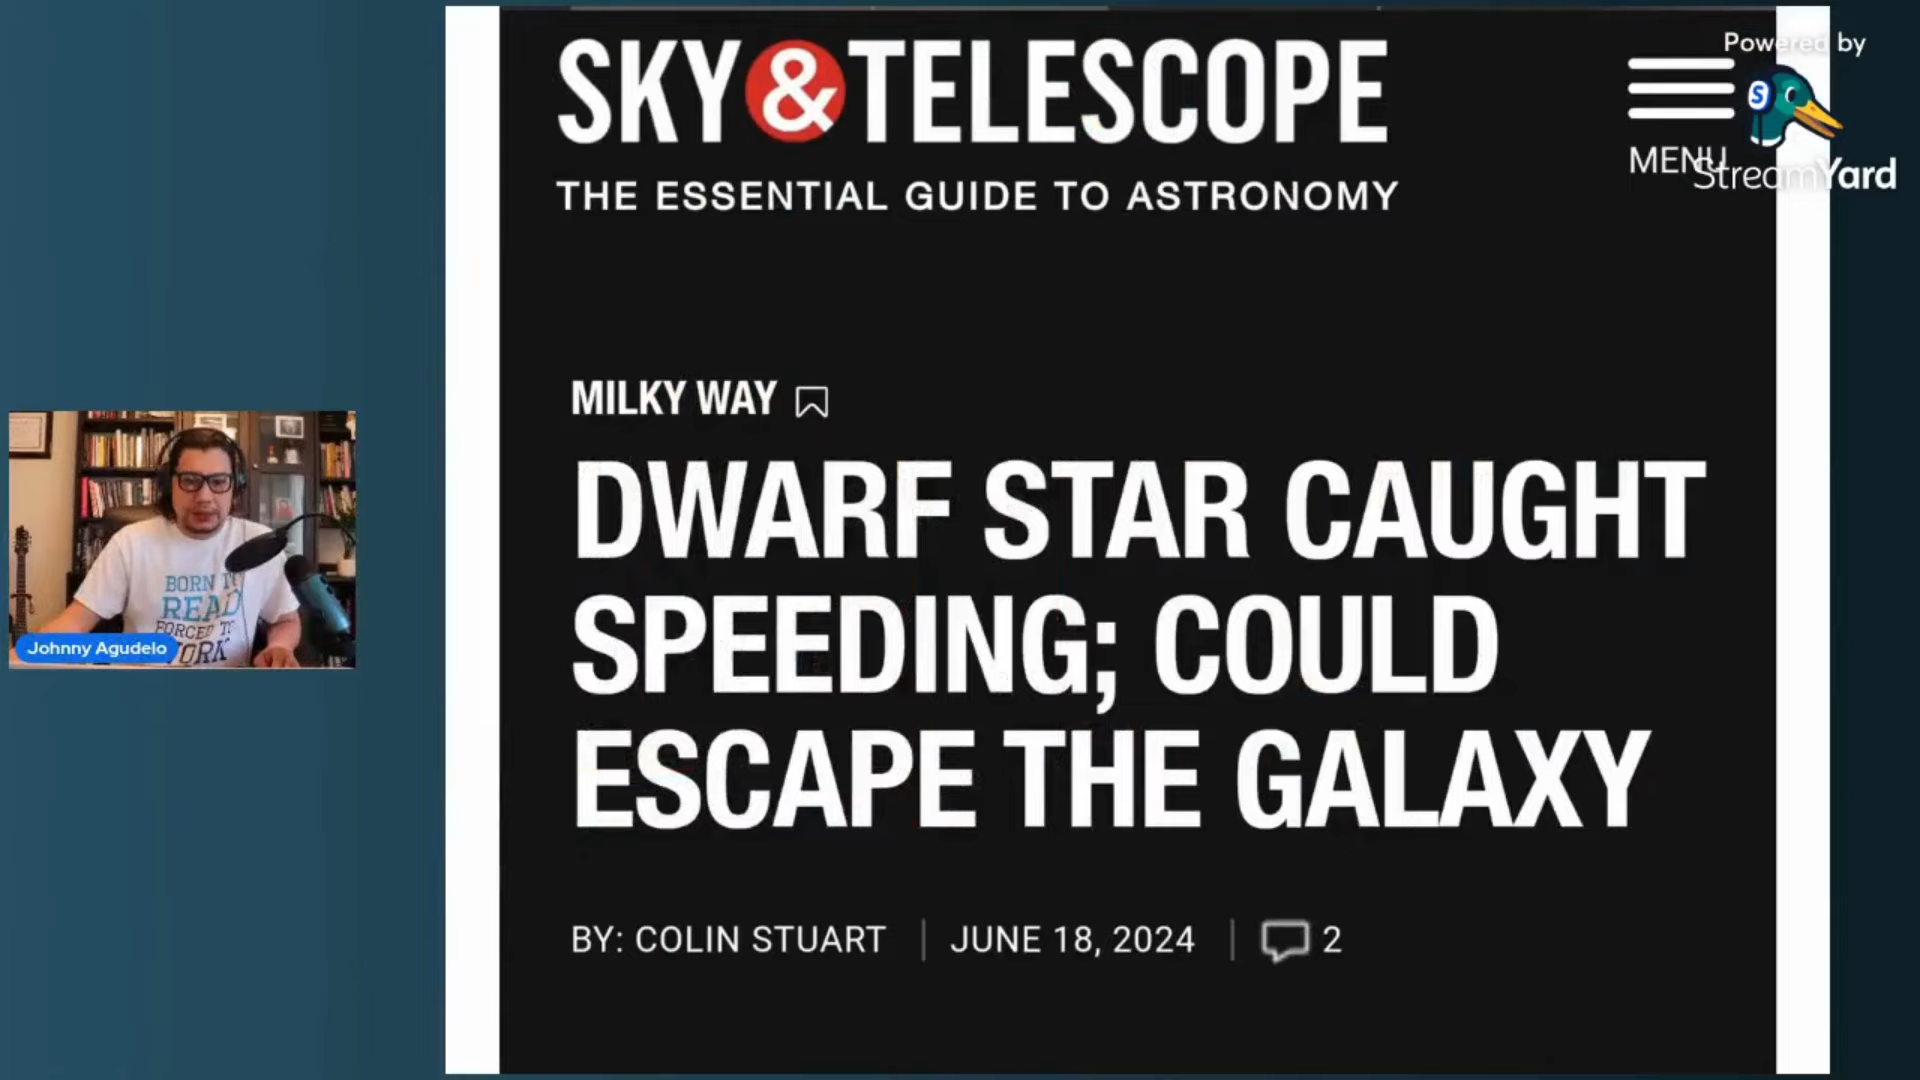 SKY&TELESCOPE
THE ESSENTIAL GUIDE TO ASTRONOMY
MENU
Powered by
S
StreamYard
MILKY WAY
DWARF STAR CAUGHT
SPEEDING; COULD
ESCAPE THE GALAXY
BY: COLIN STUART
JUNE 18, 2024
2
BORN TO
READ
FORCED TO
WORK
Johnny Agudelo